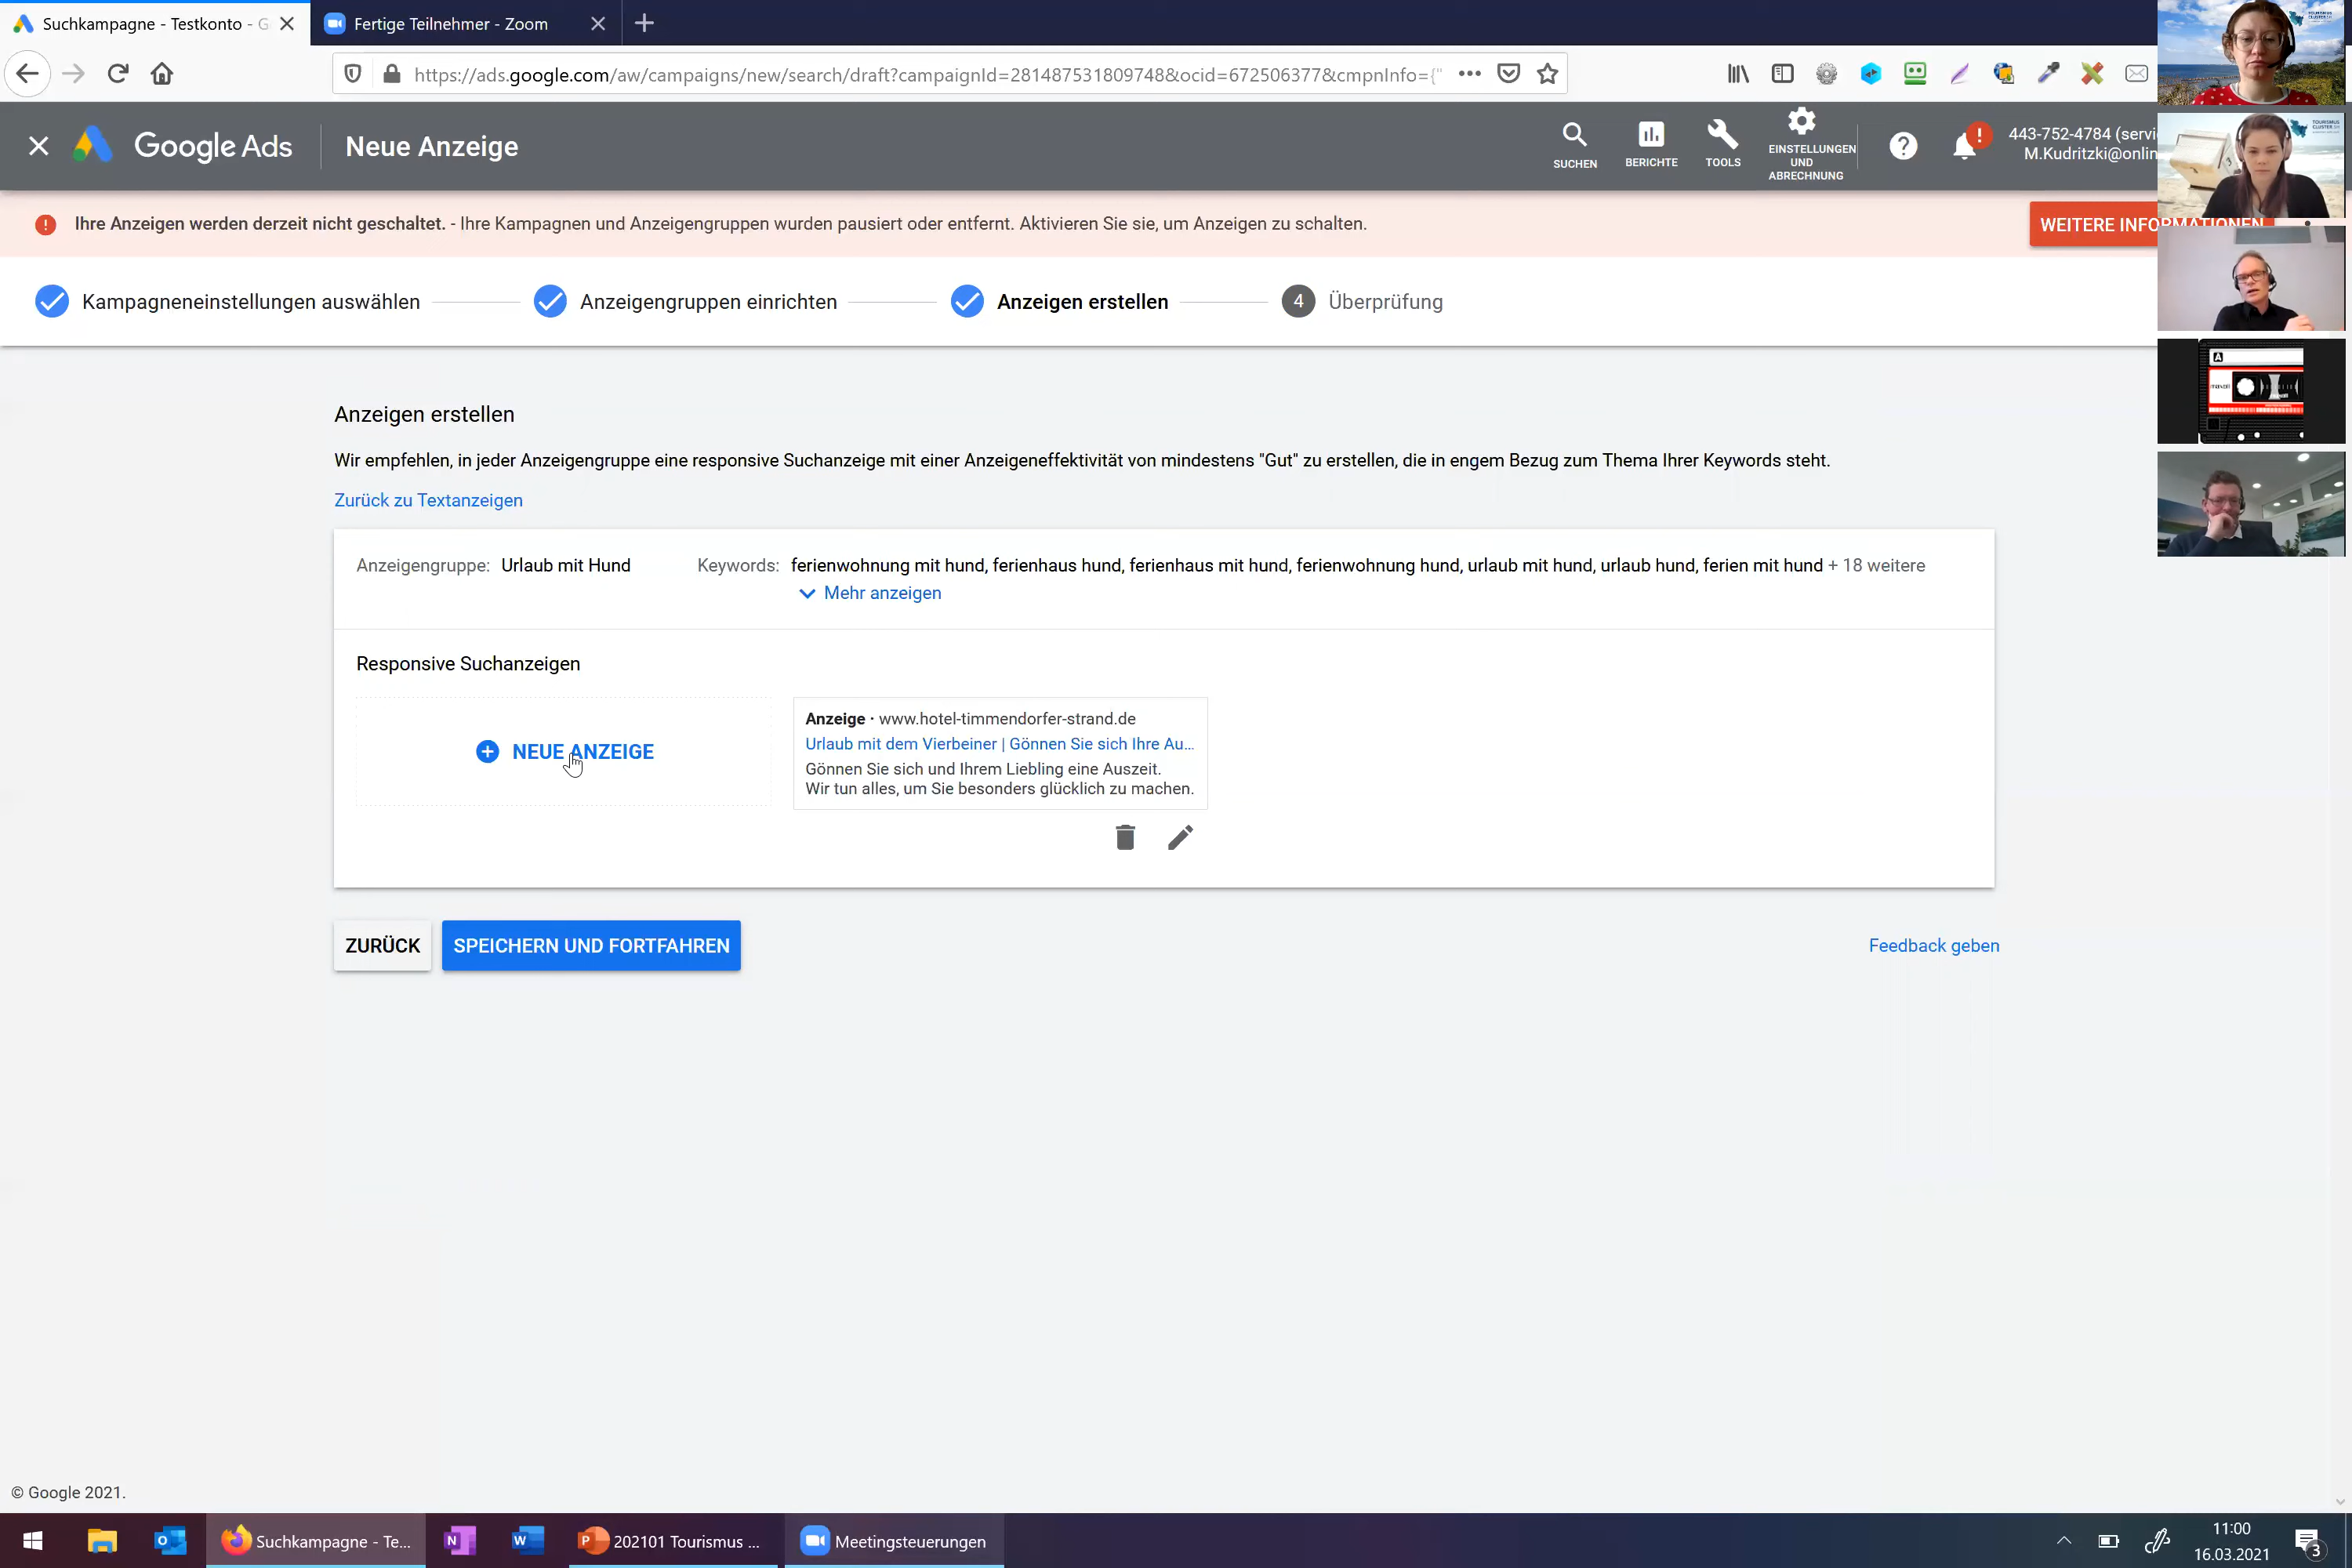 Suchkampagne - Testkonto - G
Fertige Teilnehmer - Zoom
https://ads.google.com/aw/campaigns/new/search/draft?campaignId=281487531809748&ocid=672506377&cmpnInfo={"
Google Ads
Neue Anzeige
SUCHEN
BERICHTE
TOOLS
EINSTELLUNGEN
UND
ABRECHNUNG
443-752-4784 (servi
M.Kudritzki@onlin
Ihre Anzeigen werden derzeit nicht geschaltet. - Ihre Kampagnen und Anzeigengruppen wurden pausiert oder entfernt. Aktivieren Sie sie, um Anzeigen zu schalten.
WEITERE INFORMATIONEN
Kampagneneinstellungen auswählen
Anzeigengruppen einrichten
Anzeigen erstellen
4 Überprüfung
Anzeigen erstellen
Wir empfehlen, in jeder Anzeigengruppe eine responsive Suchanzeige mit einer Anzeigeneffektivität von mindestens "Gut" zu erstellen, die in engem Bezug zum Thema Ihrer Keywords steht.
Zurück zu Textanzeigen
Anzeigengruppe: Urlaub mit Hund
Keywords: ferienwohnung mit hund, ferienhaus hund, ferienhaus mit hund, ferienwohnung hund, urlaub mit hund, urlaub hund, ferien mit hund + 18 weitere
Mehr anzeigen
Responsive Suchanzeigen
NEUE ANZEIGE
Anzeige · www.hotel-timmendorfer-strand.de
Urlaub mit dem Vierbeiner | Gönnen Sie sich Ihre Au...
Gönnen Sie sich und Ihrem Liebling eine Auszeit.
Wir tun alles, um Sie besonders glücklich zu machen.
ZURÜCK
SPEICHERN UND FORTFAHREN
Feedback geben
© Google 2021.
Suchkampagne - Te...
202101 Tourismus ...
Meetingsteuerungen
11:00
16.03.2021
3